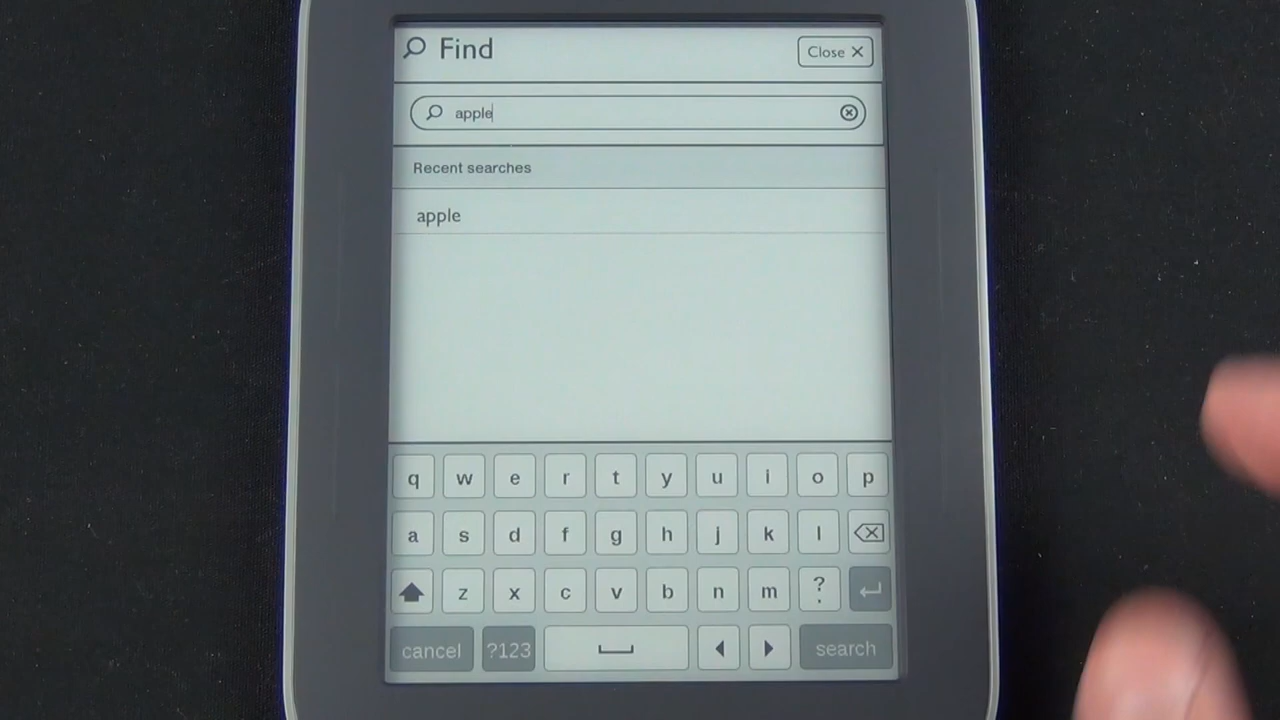 Find
Close X
apple
Recent searches
apple
q w e r t y u i o p
a s d f g h j k l
z x c v b n m ? .
cancel ?123 search